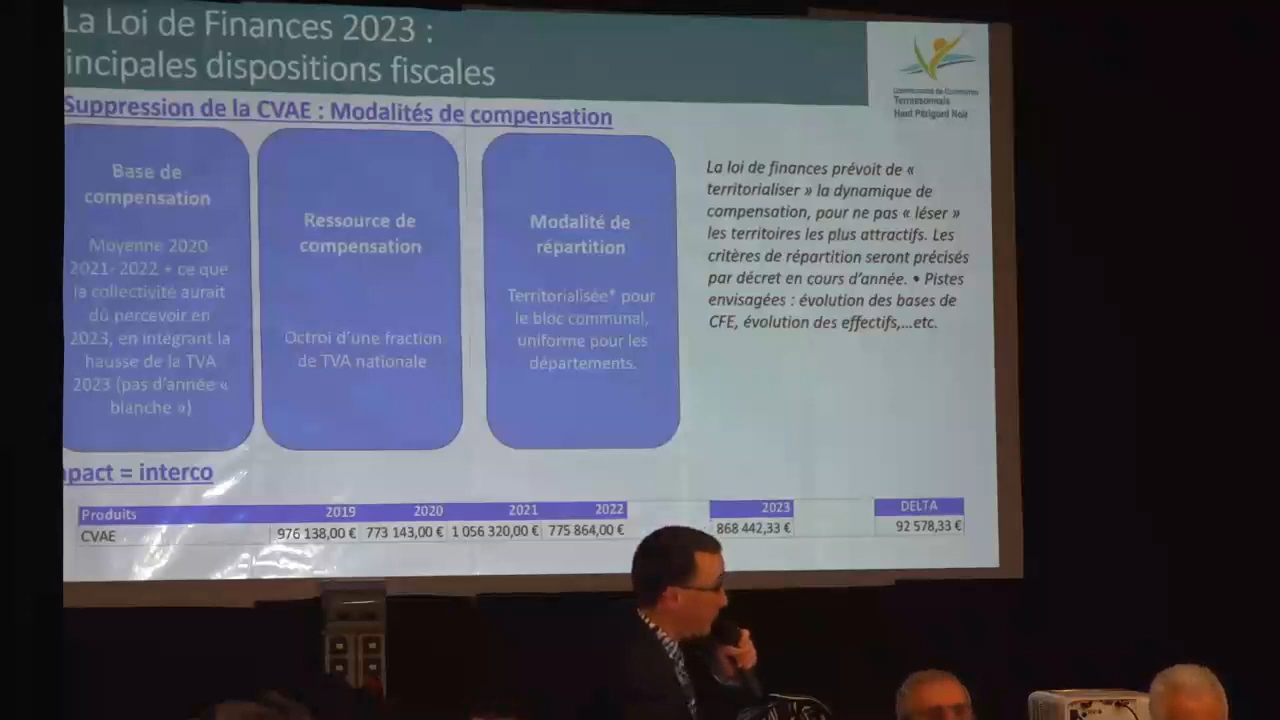 La Loi de Finances 2023 :
incipales dispositions fiscales
Communauté de Communes
Terrassonnais
Haut Périgord Noir
Suppression de la CVAE : Modalités de compensation
Base de
compensation
Moyenne 2020-
2021- 2022 + ce que
la collectivité aurait
dû percevoir en
2023, en intégrant la
hausse de la TVA
2023 (pas d'année «
blanche »)
Ressource de
compensation
Octroi d'une fraction
de TVA nationale
Modalité de
répartition
Territorialisée* pour
le bloc communal,
uniforme pour les
départements.
La loi de finances prévoit de «
territorialiser » la dynamique de
compensation, pour ne pas « léser »
les territoires les plus attractifs. Les
critères de répartition seront précisés
par décret en cours d'année. • Pistes
envisagées : évolution des bases de
CFE, évolution des effectifs,...etc.
pact = interco
Produits 2019 2020 2021 2022 2023 DELTA
CVAE 976 138,00 € 773 143,00 € 1 056 320,00 € 775 864,00 € 868 442,33 € 92 578,33 €